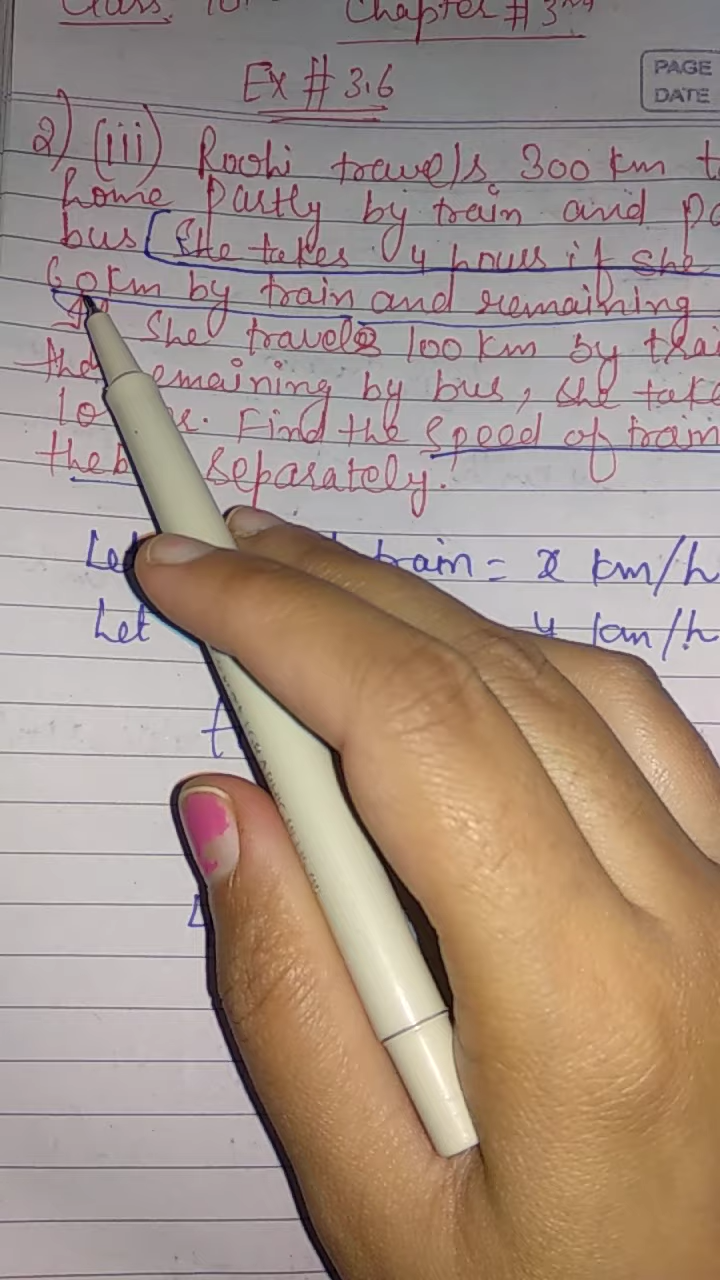 Chapter # 3rd
Ex # 3.6
PAGE
DATE
2) (iii) Roohi travels 300 km
home partly by train and
bus (She takes 4 hours if she
60 km by train and remaining
She travels 100 km by
remaining by bus, she
Find the speed of train
separately.
Let train = x km/h
Let y km/h